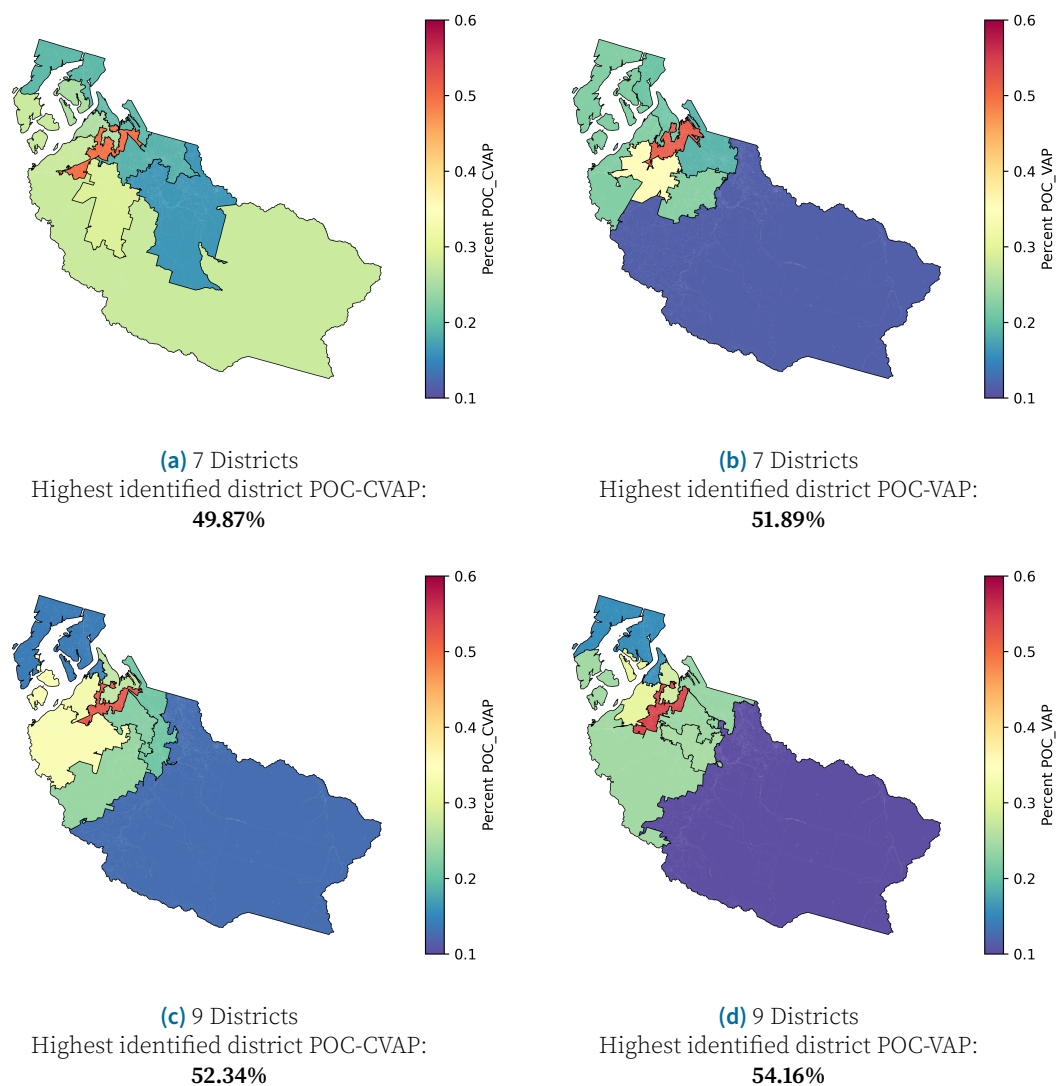 0.6
0.5
0.4
0.3
0.2
0.1
Percent POC_CVAP
0.6
0.5
0.4
0.3
0.2
0.1
Percent POC_VAP
(a) 7 Districts
Highest identified district POC-CVAP:
49.87%
(b) 7 Districts
Highest identified district POC-VAP:
51.89%
0.6
0.5
0.4
0.3
0.2
0.1
Percent POC_CVAP
0.6
0.5
0.4
0.3
0.2
0.1
Percent POC_VAP
(c) 9 Districts
Highest identified district POC-CVAP:
52.34%
(d) 9 Districts
Highest identified district POC-VAP:
54.16%